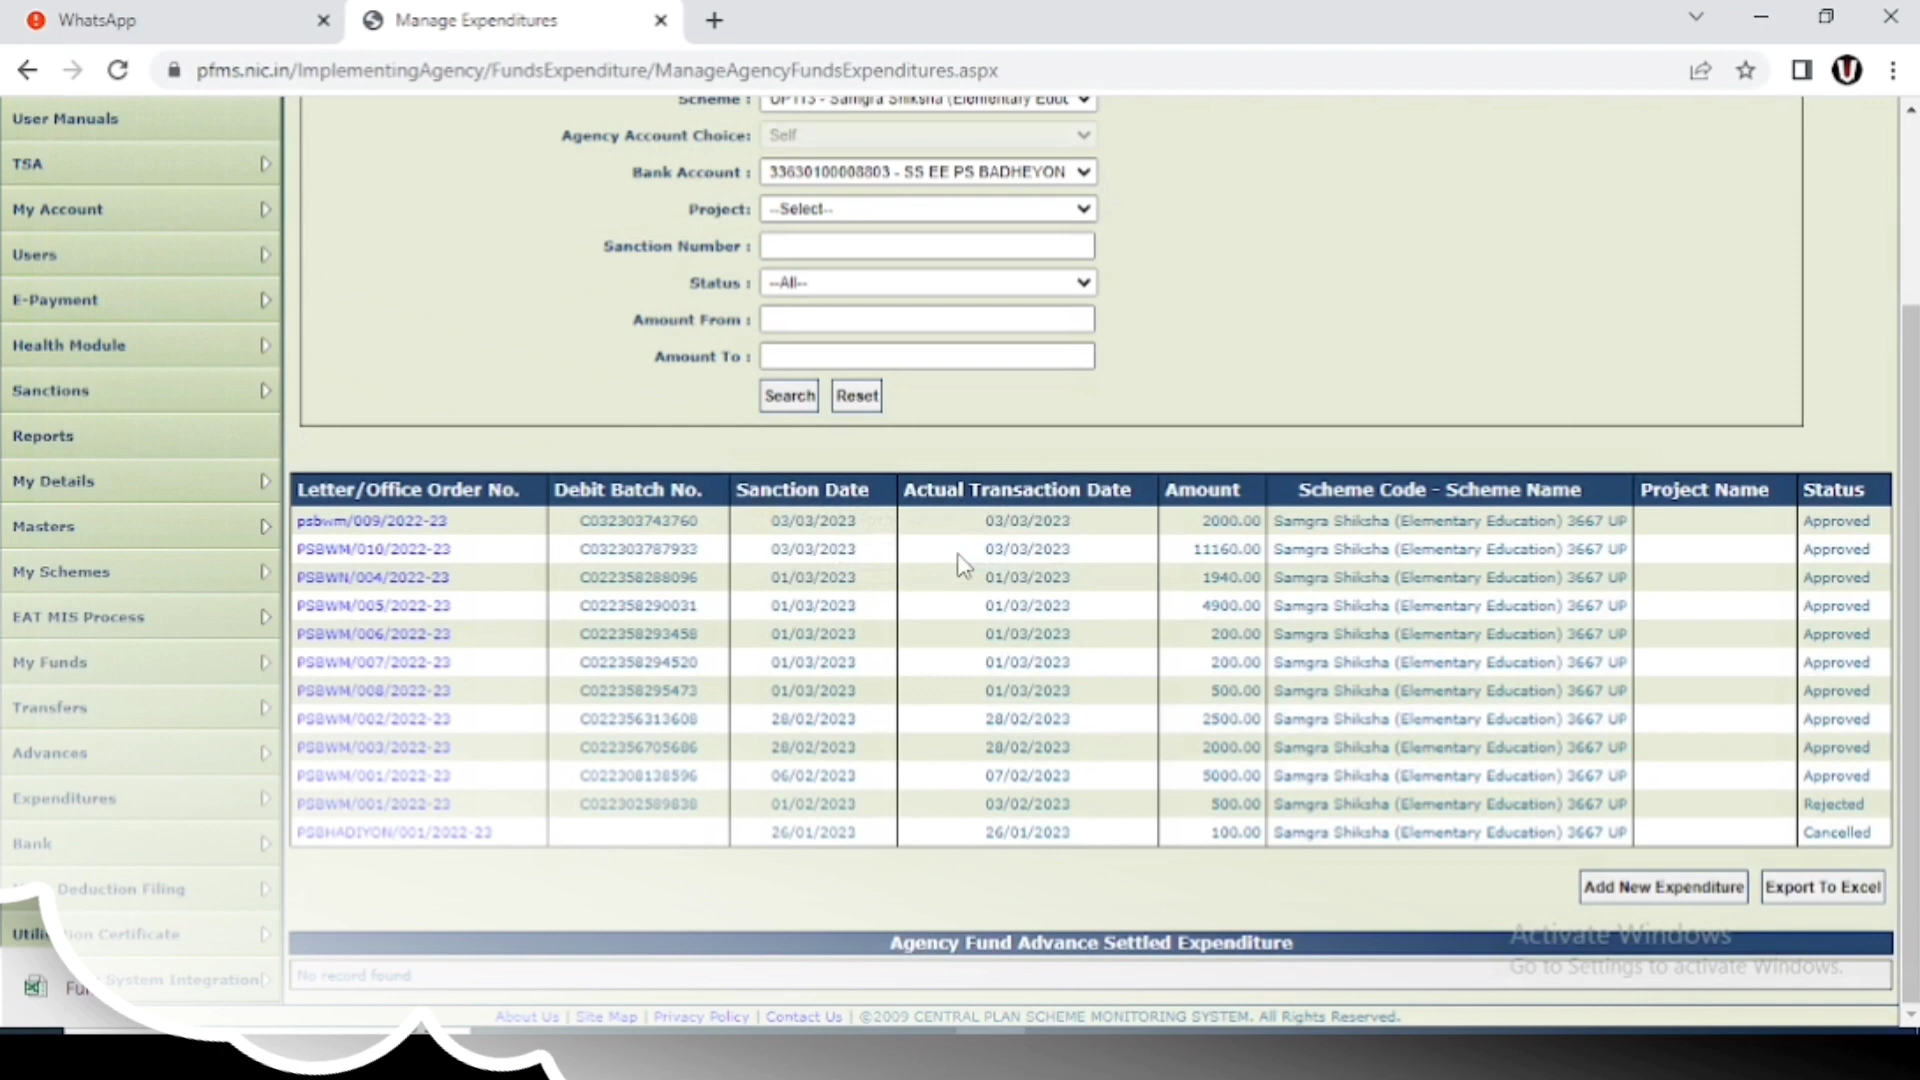 WhatsApp
Manage Expenditures
pfms.nic.in/ImplementingAgency/FundsExpenditure/ManageAgencyFundsExpenditures.aspx
User Manuals
TSA
My Account
Users
E-Payment
Health Module
Sanctions
Reports
My Details
Masters
My Schemes
EAT MIS Process
My Funds
Transfers
Advances
Expenditures
Bank
Deduction Filing
Certificate
System Integration
Scheme : UP113 - Samgra Shiksha (Elementary Educ
Agency Account Choice: Self
Bank Account : 33630100008803 - SS EE PS BADHEYON
Project: --Select--
Sanction Number :
Status : --All--
Amount From :
Amount To :
Search Reset
Letter/Office Order No. Debit Batch No. Sanction Date Actual Transaction Date Amount Scheme Code - Scheme Name Project Name Status
psbwm/009/2022-23 C032303743760 03/03/2023 03/03/2023 2000.00 Samgra Shiksha (Elementary Education) 3667 UP Approved
PSBWM/010/2022-23 C032303787933 03/03/2023 03/03/2023 11160.00 Samgra Shiksha (Elementary Education) 3667 UP Approved
PSBWN/004/2022-23 C022358288096 01/03/2023 01/03/2023 1940.00 Samgra Shiksha (Elementary Education) 3667 UP Approved
PSBWM/005/2022-23 C022358290031 01/03/2023 01/03/2023 4900.00 Samgra Shiksha (Elementary Education) 3667 UP Approved
PSBWM/006/2022-23 C022358293458 01/03/2023 01/03/2023 200.00 Samgra Shiksha (Elementary Education) 3667 UP Approved
PSBWM/007/2022-23 C022358294520 01/03/2023 01/03/2023 200.00 Samgra Shiksha (Elementary Education) 3667 UP Approved
PSBWM/008/2022-23 C022358295473 01/03/2023 01/03/2023 500.00 Samgra Shiksha (Elementary Education) 3667 UP Approved
PSBWM/002/2022-23 C022356313608 28/02/2023 28/02/2023 2500.00 Samgra Shiksha (Elementary Education) 3667 UP Approved
PSBWM/003/2022-23 C022356705686 28/02/2023 28/02/2023 2000.00 Samgra Shiksha (Elementary Education) 3667 UP Approved
PSBWM/001/2022-23 C022308138596 06/02/2023 07/02/2023 5000.00 Samgra Shiksha (Elementary Education) 3667 UP Approved
PSBWM/001/2022-23 C022302589838 01/02/2023 03/02/2023 500.00 Samgra Shiksha (Elementary Education) 3667 UP Rejected
PSBHADIYON/001/2022-23 26/01/2023 26/01/2023 100.00 Samgra Shiksha (Elementary Education) 3667 UP Cancelled
Add New Expenditure Export To Excel
Agency Fund Advance Settled Expenditure
No record found
Activate Windows
Go to Settings to activate Windows.
About Us | Site Map | Privacy Policy | Contact Us | ©2009 CENTRAL PLAN SCHEME MONITORING SYSTEM. All Rights Reserved.